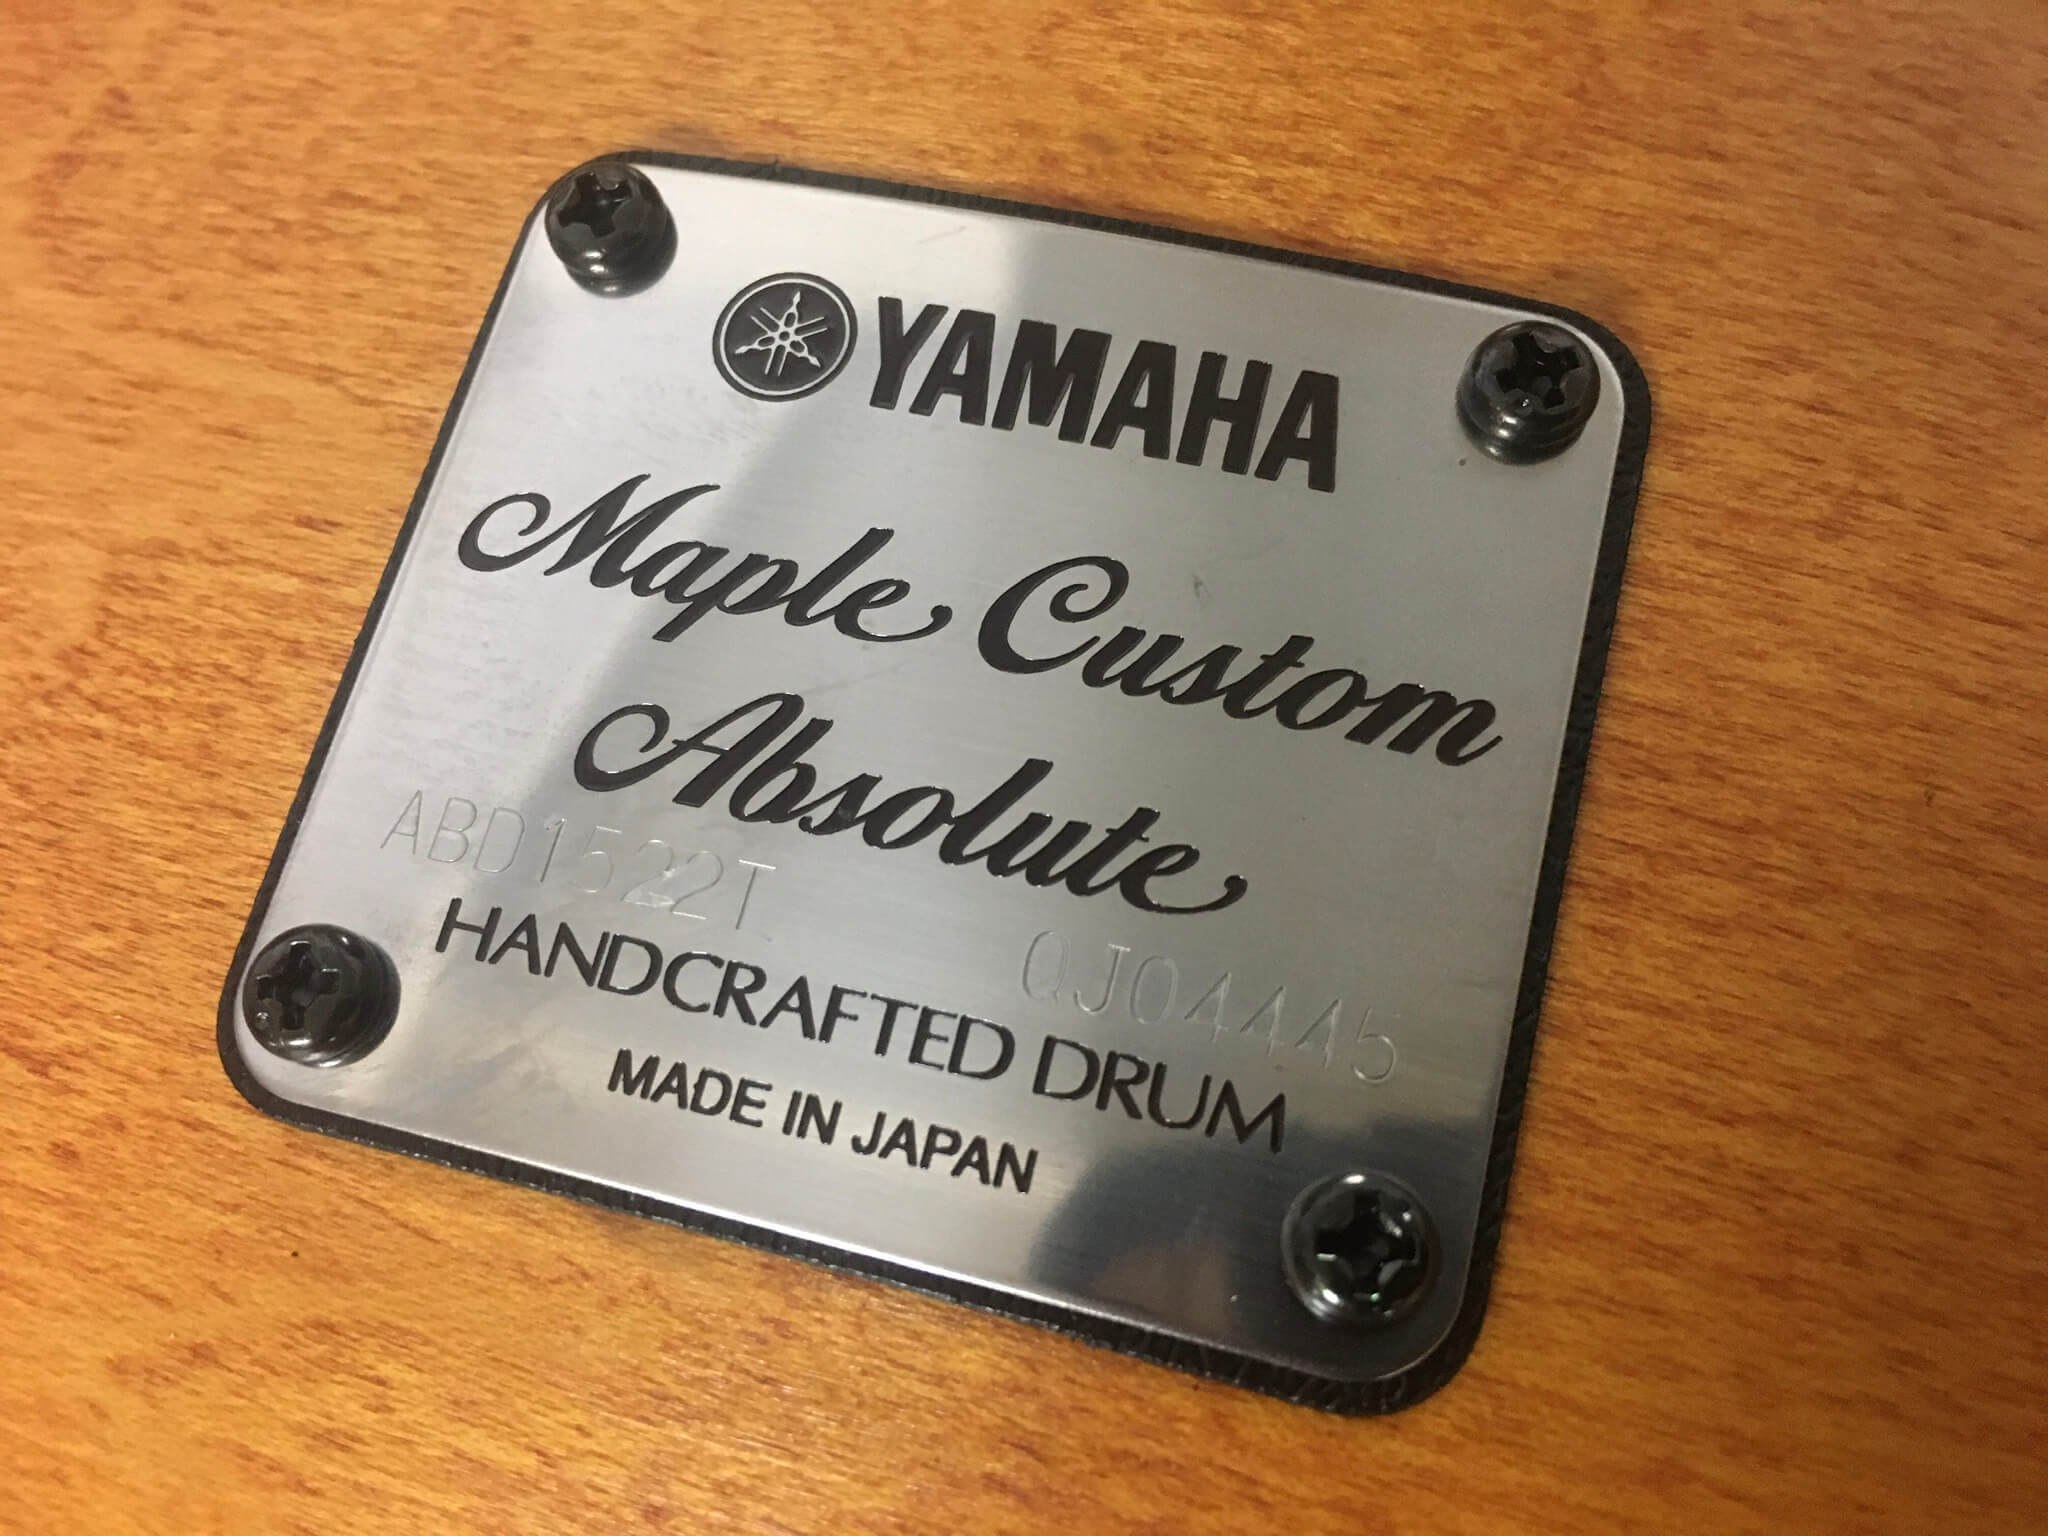 YAMAHA
Maple Custom
Absolute
ABD1522T
QJ04445
HANDCRAFTED DRUM
MADE IN JAPAN